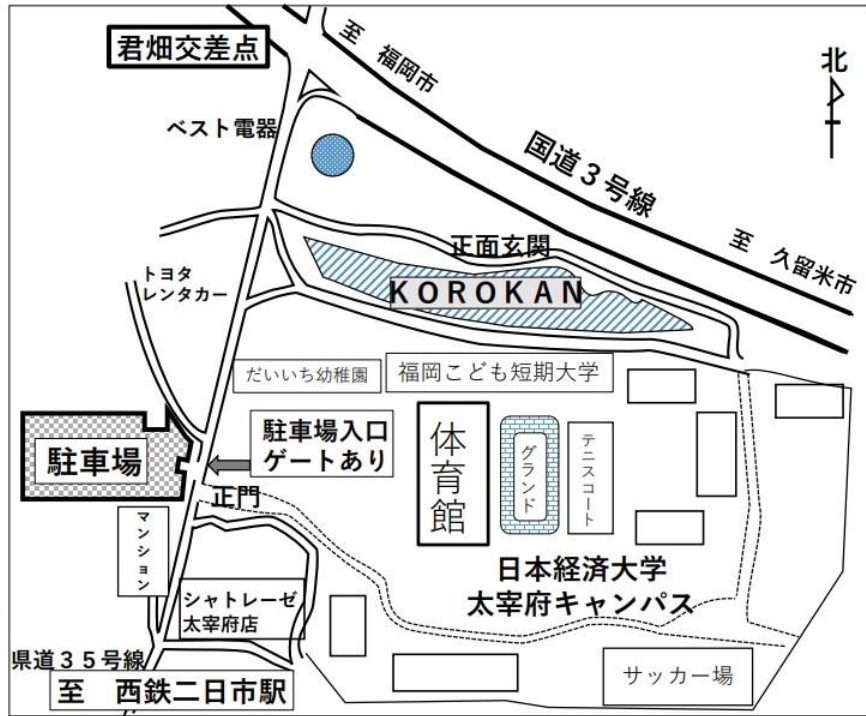 君畑交差点
至　福岡市
北
ベスト電器
国道３号線
至　久留米市
正面玄関
トヨタ
レンタカー
ＫＯＲＯＫＡＮ
だいいち幼稚園
福岡こども短期大学
駐車場
駐車場入口
ゲートあり
体育館
グランド
テニスコート
正門
マンション
日本経済大学
太宰府キャンパス
シャトレーゼ
太宰府店
県道３５号線
至　西鉄二日市駅
サッカー場